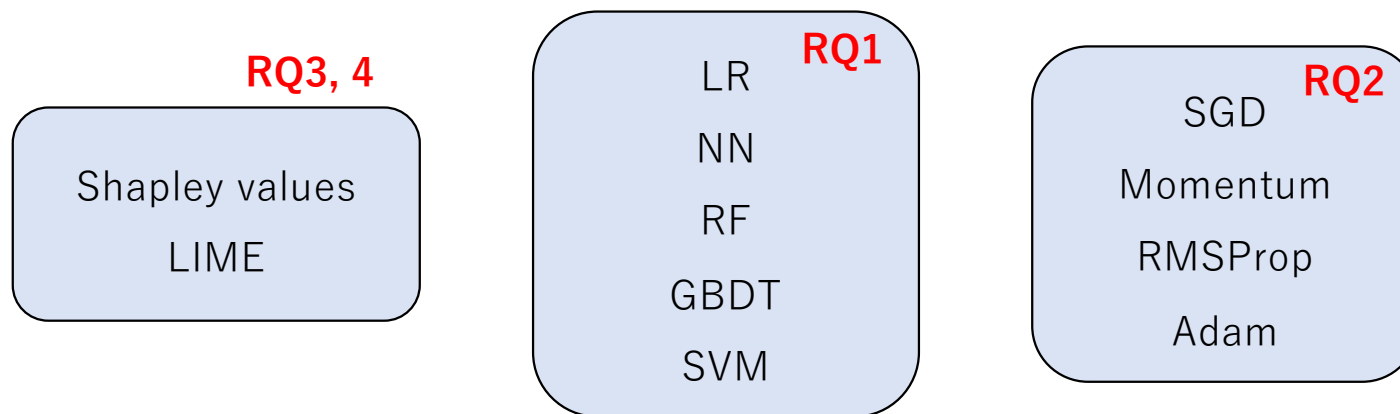 RQ3, 4
Shapley values
LIME
RQ1
LR
NN
RF
GBDT
SVM
RQ2
SGD
Momentum
RMSProp
Adam